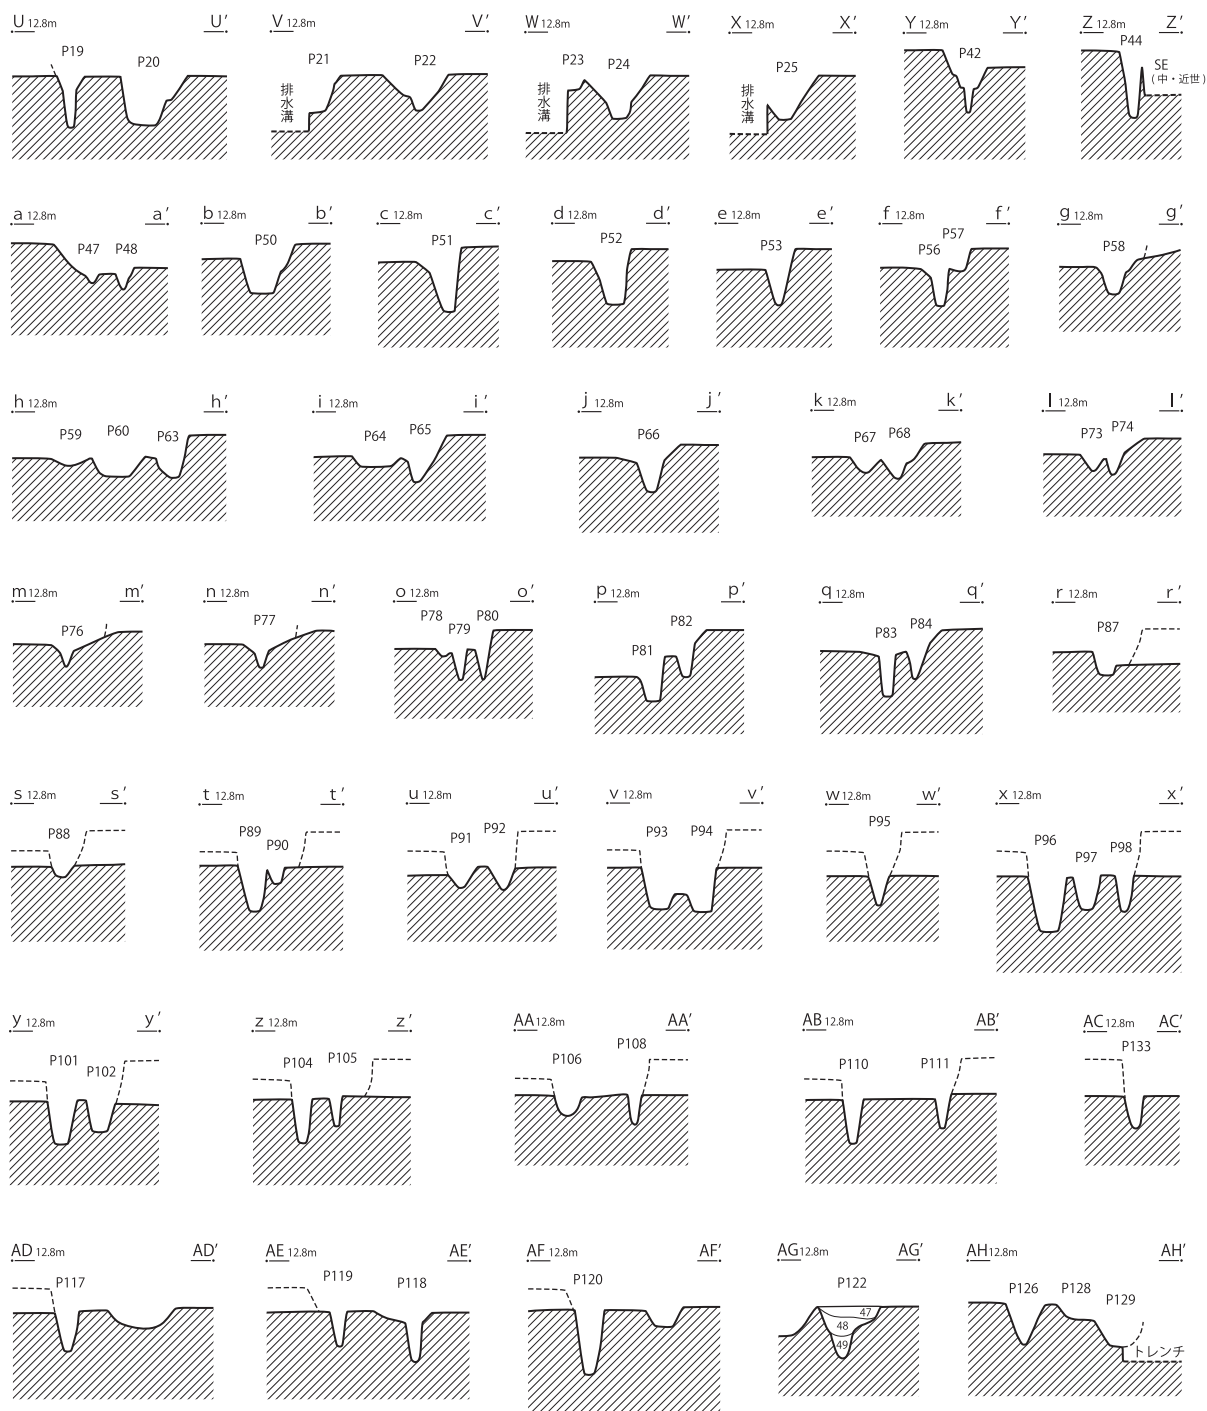 U 12.8m U′ V 12.8m V′ W 12.8m W′ X 12.8m X′ Y 12.8m Y′ Z 12.8m Z′
P19 P20 P21 P22 P23 P24 P25 P42 P44
SE
(中・近世)
排水溝 排水溝 排水溝
a 12.8m a′ b 12.8m b′ c 12.8m c′ d 12.8m d′ e 12.8m e′ f 12.8m f′ g 12.8m g′
P47 P48 P50 P51 P52 P53 P56 P57 P58
h 12.8m h′ i 12.8m i′ j 12.8m j′ k 12.8m k′ l 12.8m l′
P59 P60 P63 P64 P65 P66 P67 P68 P73 P74
m 12.8m m′ n 12.8m n′ o 12.8m o′ p 12.8m p′ q 12.8m q′ r 12.8m r′
P76 P77 P78 P79 P80 P81 P82 P83 P84 P87
s 12.8m s′ t 12.8m t′ u 12.8m u′ v 12.8m v′ w 12.8m w′ x 12.8m x′
P88 P89 P90 P91 P92 P93 P94 P95 P96 P97 P98
y 12.8m y′ z 12.8m z′ AA 12.8m AA′ AB 12.8m AB′ AC 12.8m AC′
P101 P102 P104 P105 P106 P108 P110 P111 P133
AD 12.8m AD′ AE 12.8m AE′ AF 12.8m AF′ AG 12.8m AG′ AH 12.8m AH′
P117 P119 P118 P120 P122 P126 P128 P129
47
48
49
トレンチ